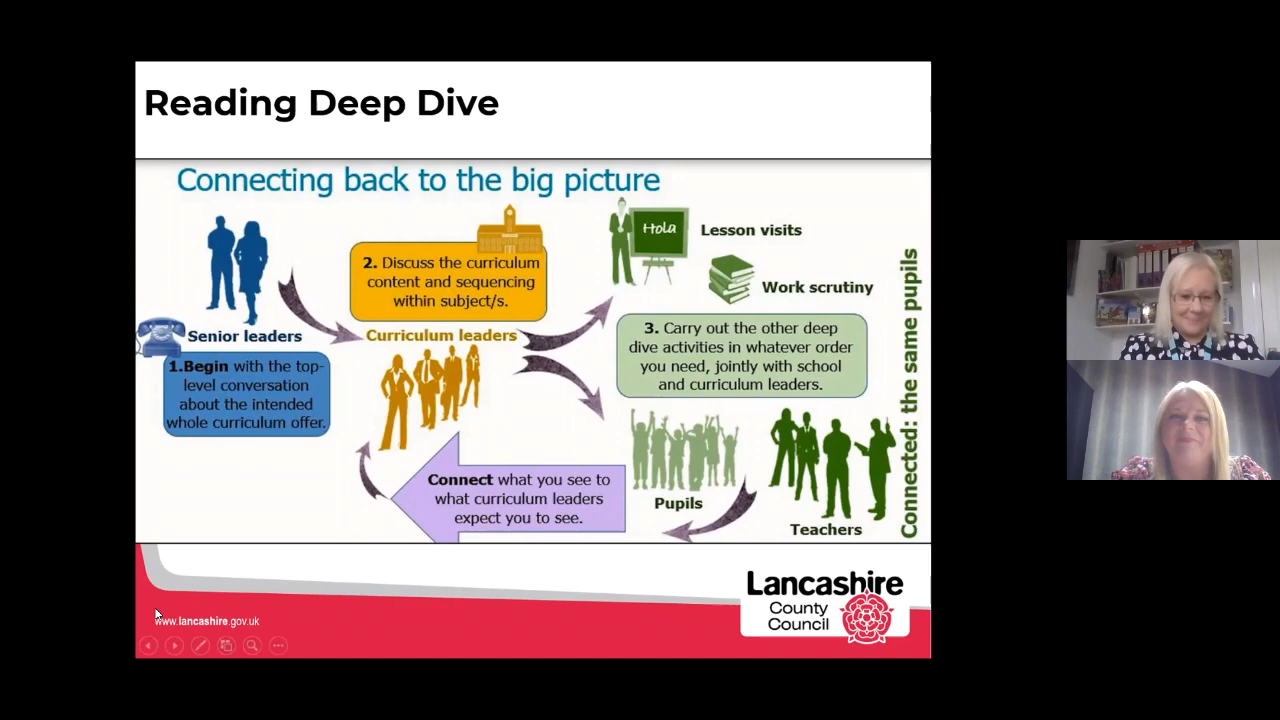 Reading Deep Dive
Connecting back to the big picture
Senior leaders
1.Begin with the top-
level conversation
about the intended
whole curriculum offer.
2. Discuss the curriculum
content and sequencing
within subject/s.
Curriculum leaders
Hola
Lesson visits
Work scrutiny
3. Carry out the other deep
dive activities in whatever order
you need, jointly with school
and curriculum leaders.
Pupils
Teachers
Connected: the same pupils
Connect what you see to
what curriculum leaders
expect you to see.
www.lancashire.gov.uk
Lancashire
County
Council